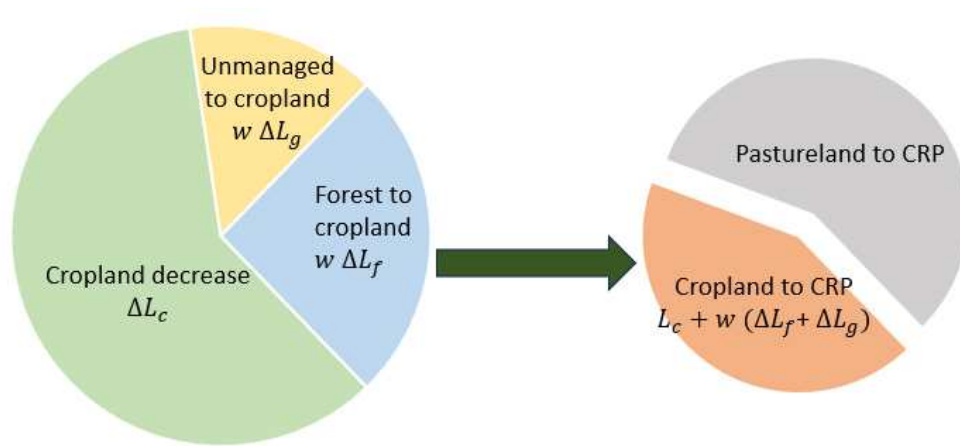 Unmanaged
to cropland
w ΔL_g
Forest to
cropland
w ΔL_f
Cropland decrease
ΔL_c
Pastureland to CRP
Cropland to CRP
L_c + w (ΔL_f + ΔL_g)